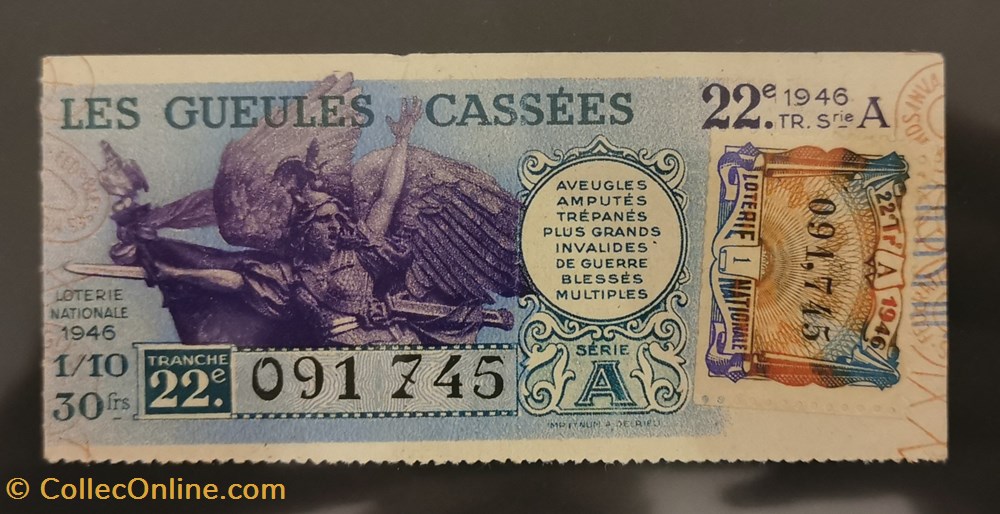 LES GUEULES CASSÉES
22e. 1946
TR. Srie A
AVEUGLES
AMPUTÉS
TRÉPANÉS
PLUS GRANDS
INVALIDES
DE GUERRE
BLESSÉS
MULTIPLES
SÉRIE
A
LOTERIE
NATIONALE
1946
1/10
30 frs
TRANCHE
22e.
091 745
LOTERIE 1 NATIONALE
091,745
22e Tr A 1946
© CollecOnline.com